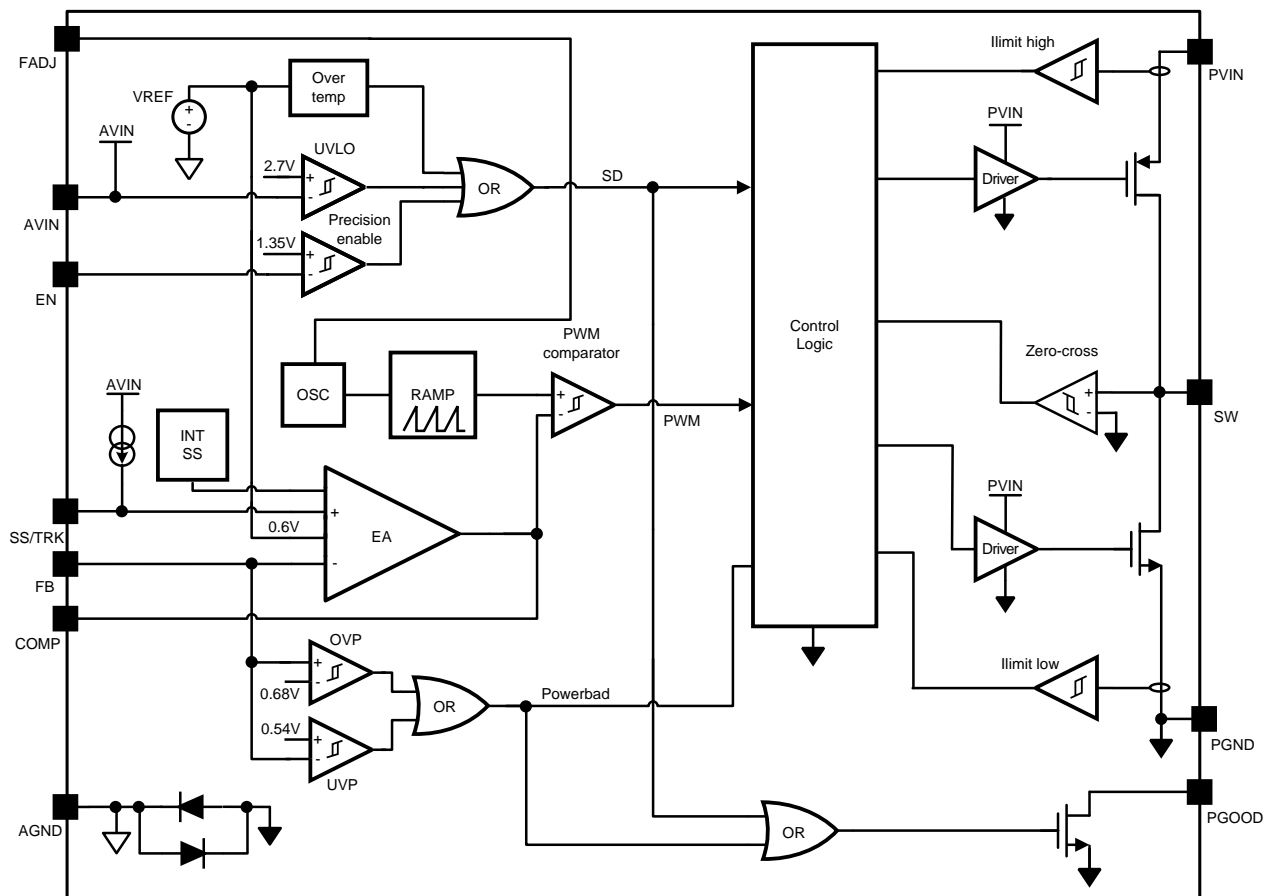 FADJ
VREF
+
-
Over
temp
AVIN
AVIN
UVLO
2.7V
+
-
Precision
enable
1.35V
+
-
EN
OR
SD
Ilimit high
PVIN
PVIN
Driver
Control
Logic
PWM
comparator
+
-
OSC
RAMP
PWM
Zero-cross
+
-
SW
AVIN
INT
SS
SS/TRK
+
0.6V
EA
-
FB
COMP
PVIN
Driver
OVP
+
-
0.68V
0.54V
+
-
UVP
OR
Powerbad
Ilimit low
PGND
AGND
OR
PGOOD